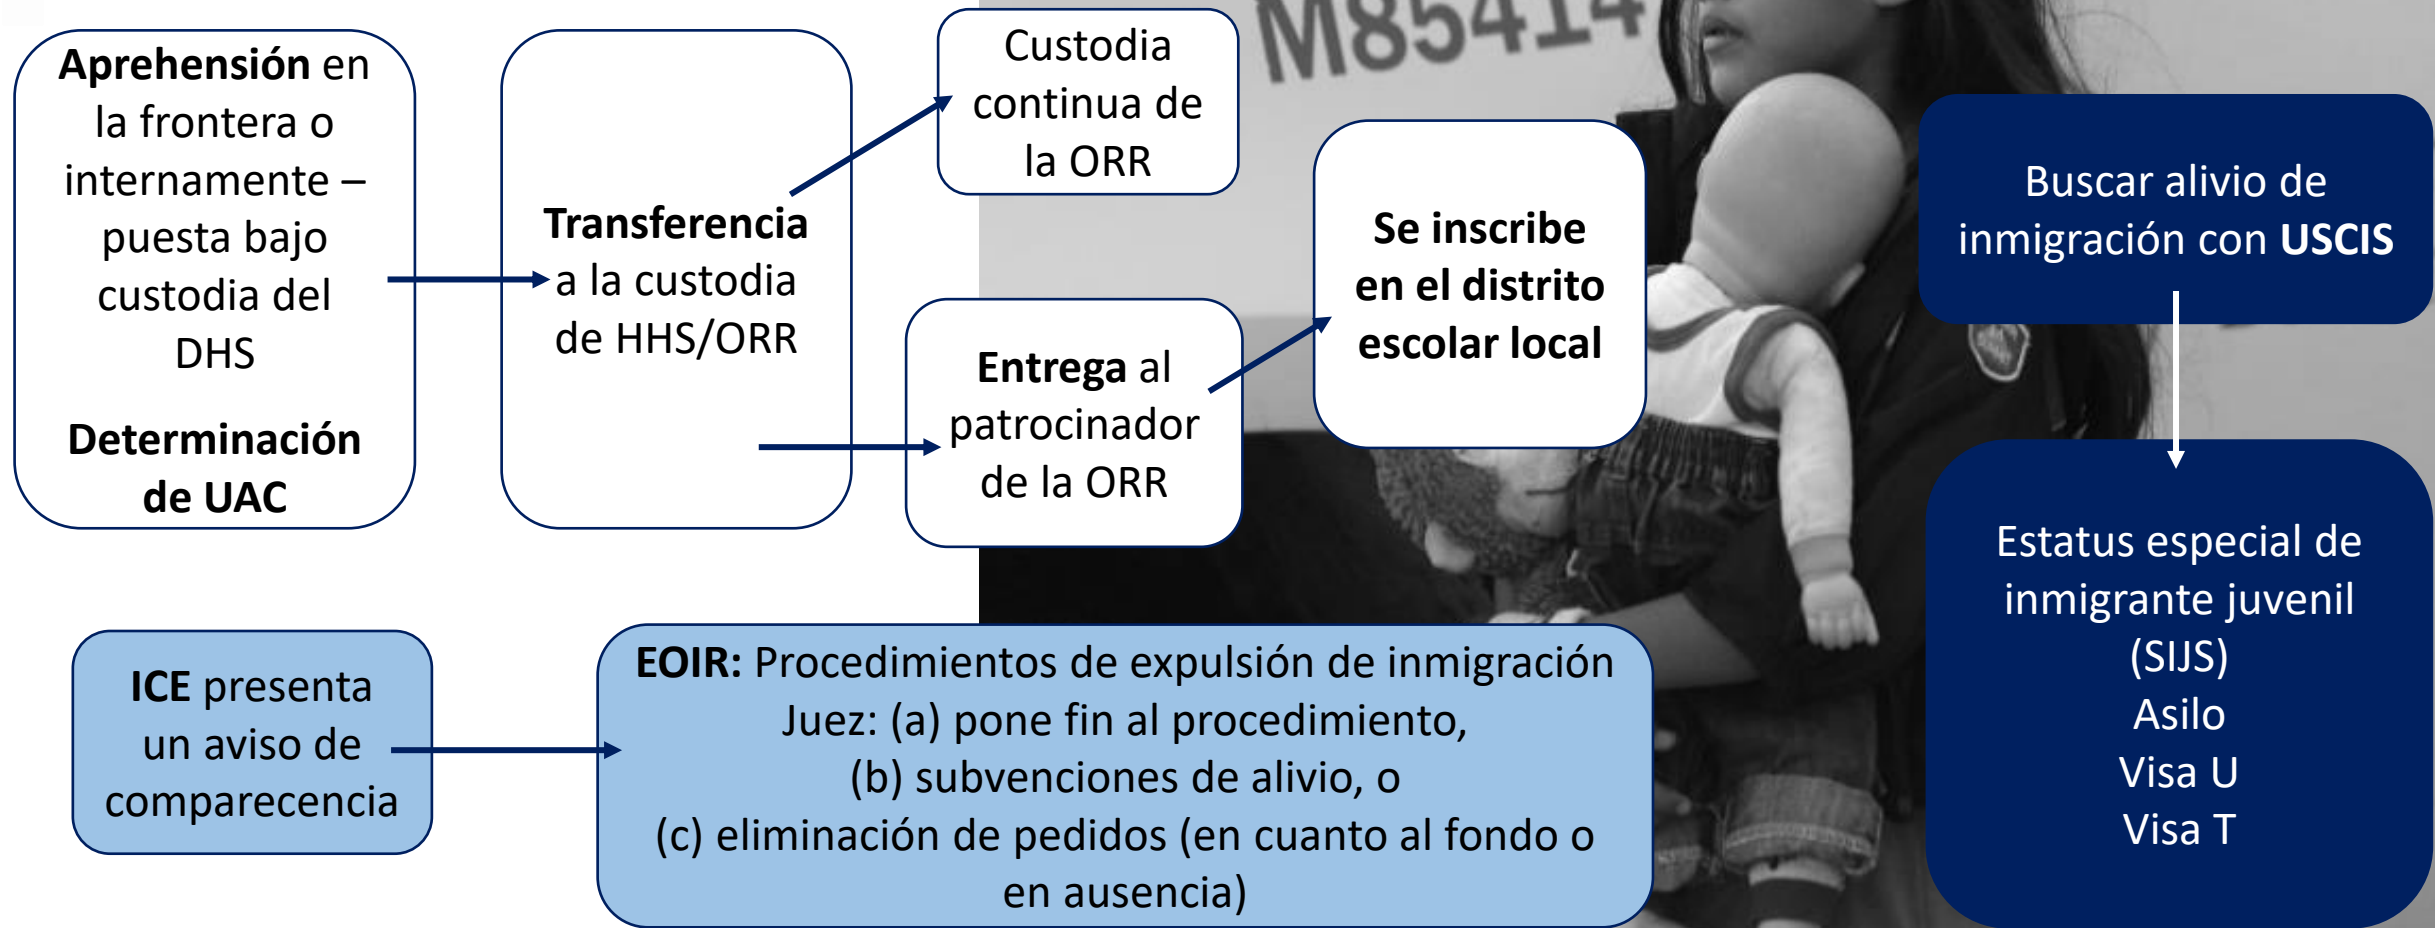 Aprehensión en
la frontera o
internamente –
puesta bajo
custodia del
DHS
Determinación
de UAC
Transferencia
a la custodia
de HHS/ORR
Custodia
continua de
la ORR
Entrega al
patrocinador
de la ORR
Se inscribe
en el distrito
escolar local
M85414
Buscar alivio de
inmigración con USCIS
Estatus especial de
inmigrante juvenil
(SIJS)
Asilo
Visa U
Visa T
ICE presenta
un aviso de
comparecencia
EOIR: Procedimientos de expulsión de inmigración
Juez: (a) pone fin al procedimiento,
(b) subvenciones de alivio, o
(c) eliminación de pedidos (en cuanto al fondo o
en ausencia)